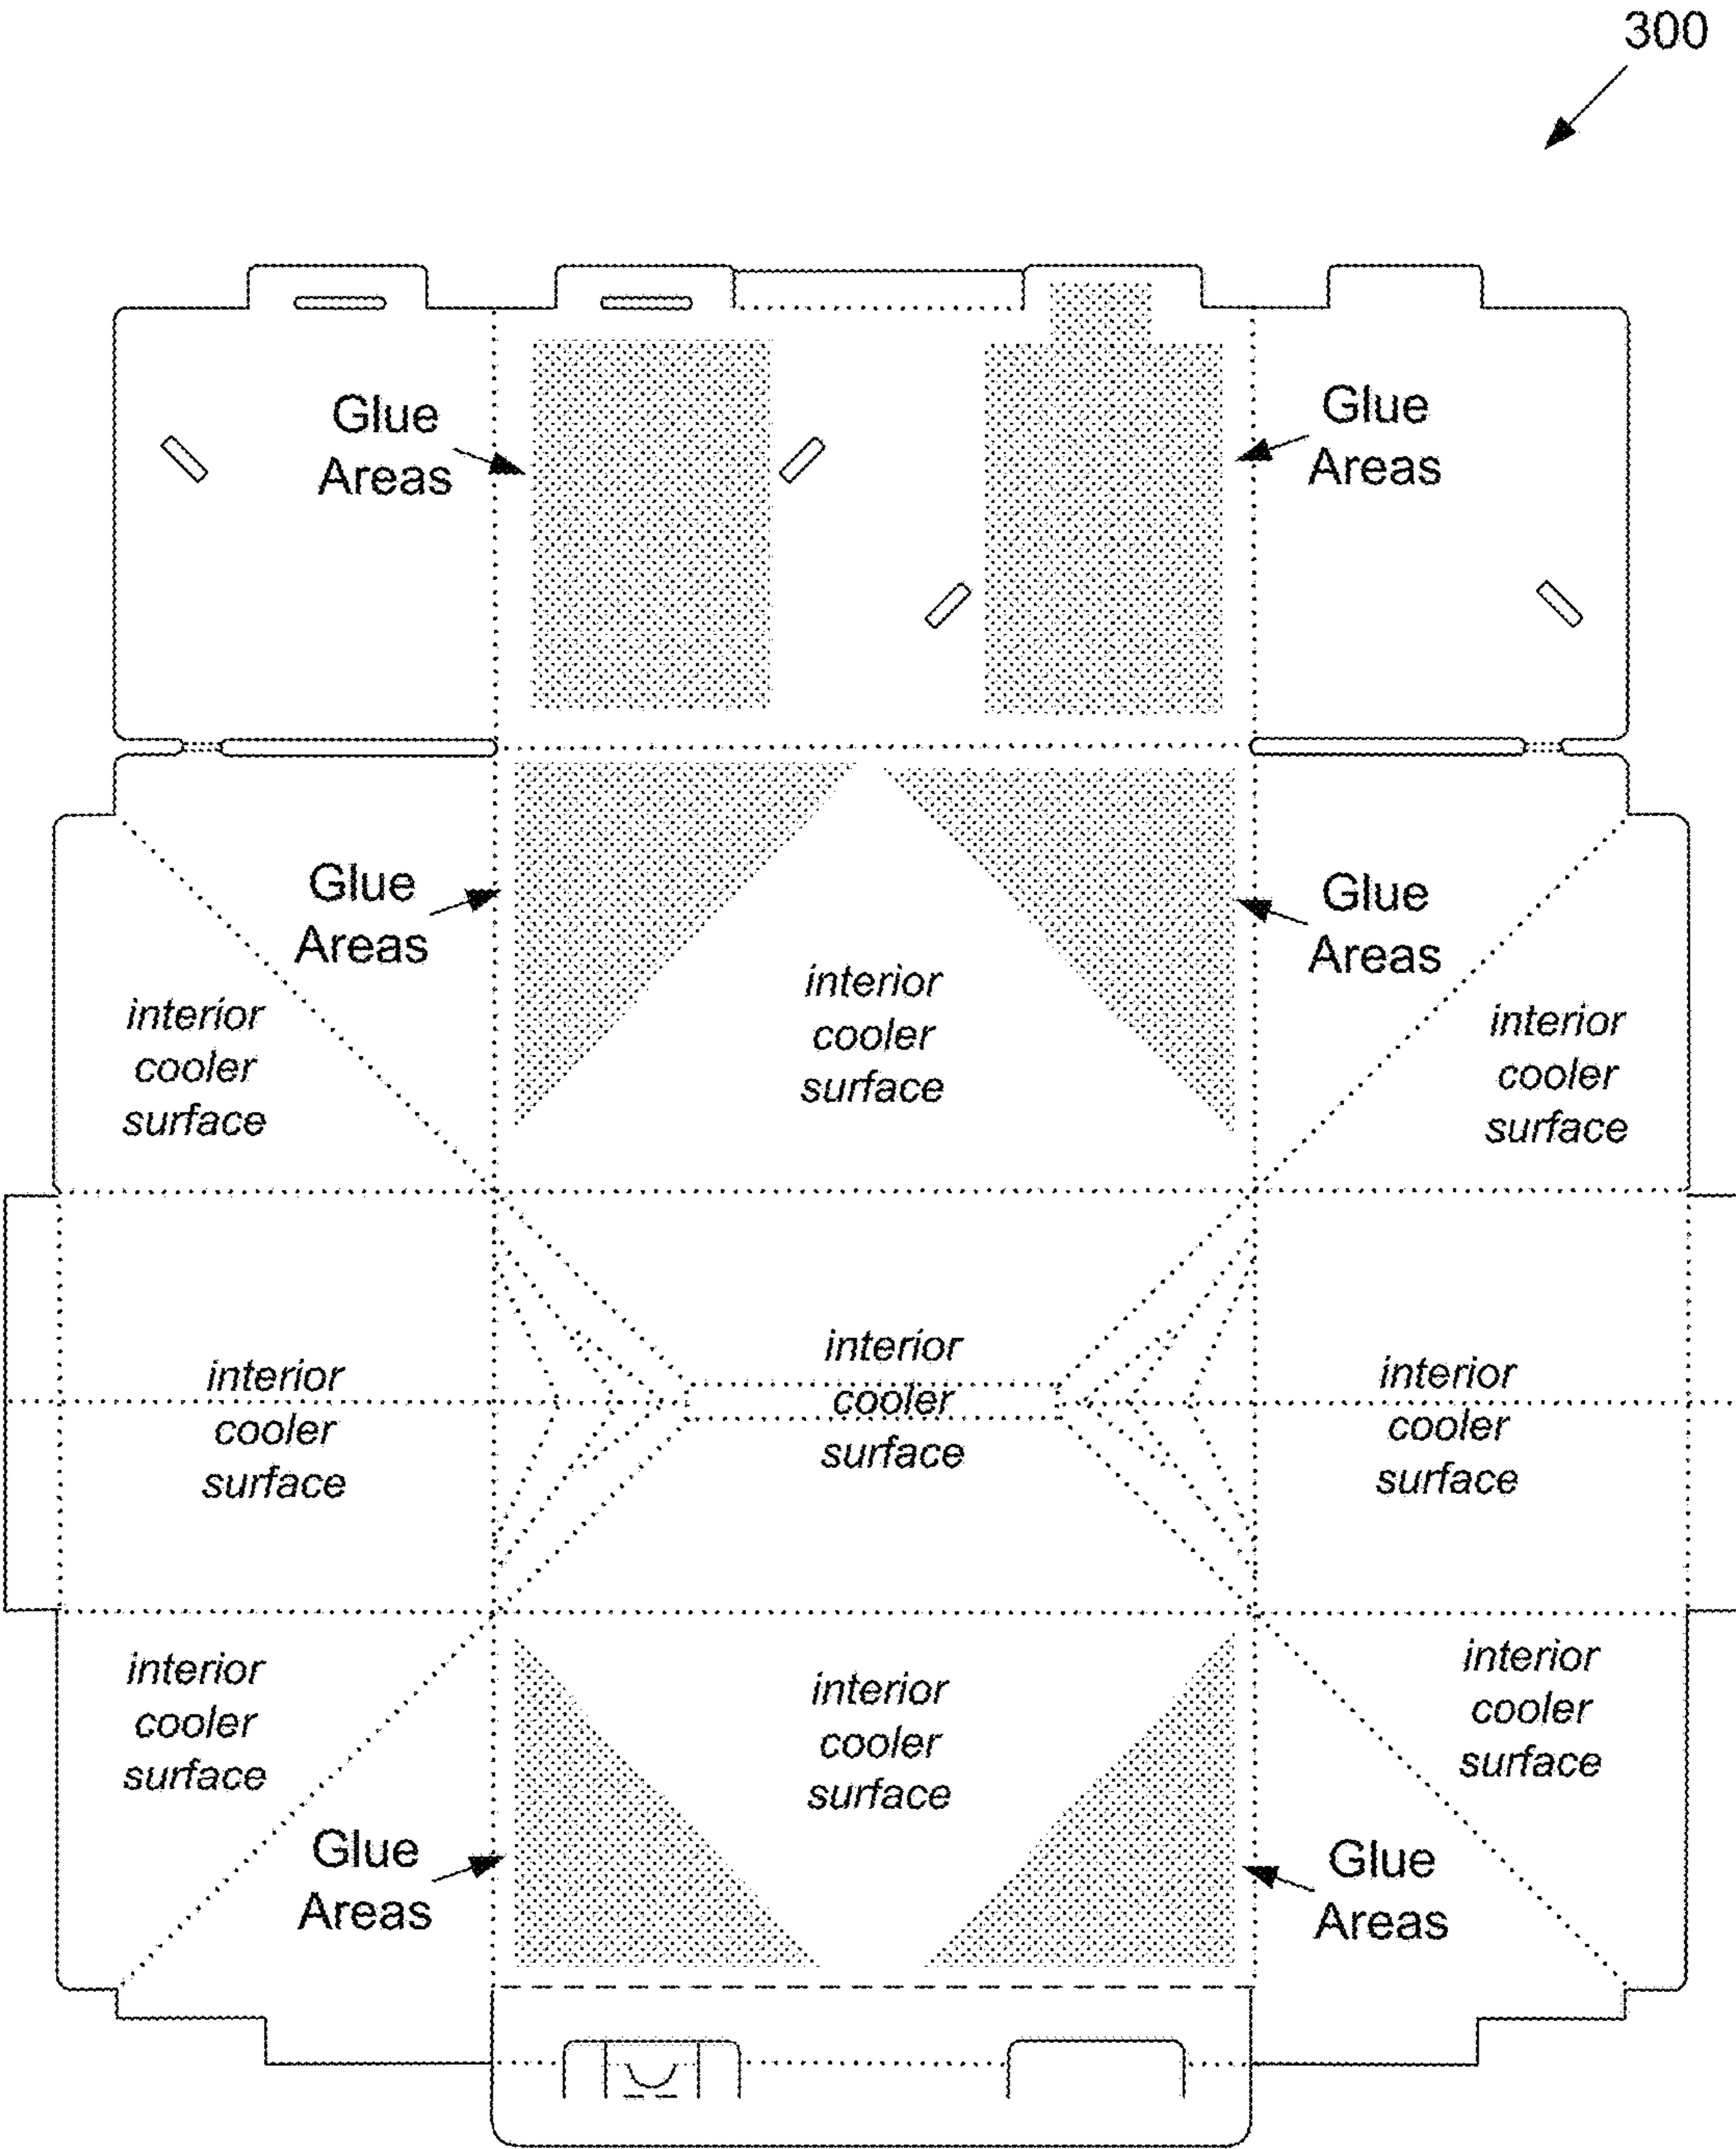 300
Glue
Areas
Glue
Areas
Glue
Areas
Glue
Areas
interior
cooler
surface
interior
cooler
surface
interior
cooler
surface
interior
cooler
surface
interior
cooler
surface
interior
cooler
surface
interior
cooler
surface
interior
cooler
surface
interior
cooler
surface
Glue
Areas
Glue
Areas